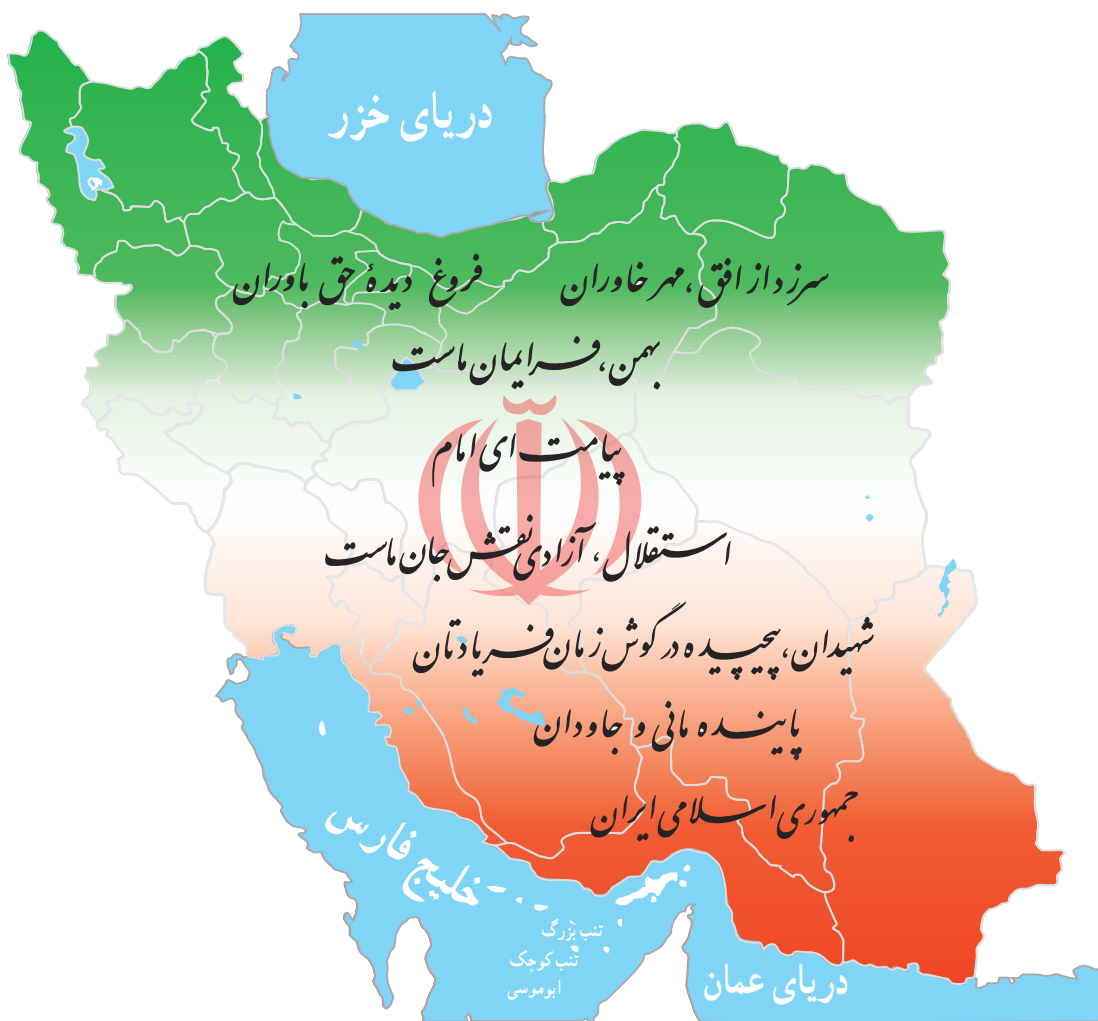 دریای خزر
سر زد از افق، مهر خاوران فروغ دیدهٔ حق باوران
بهمن، فر ایمان ماست
پیامت ای امام
استقلال، آزادی نقش جان ماست
شهیدان، پیچیده در گوش زمان فریادتان
پاینده مانی و جاودان
جمهوری اسلامی ایران
خلیج فارس
تنب بزرگ
تنب کوچک
ابوموسی
دریای عمان